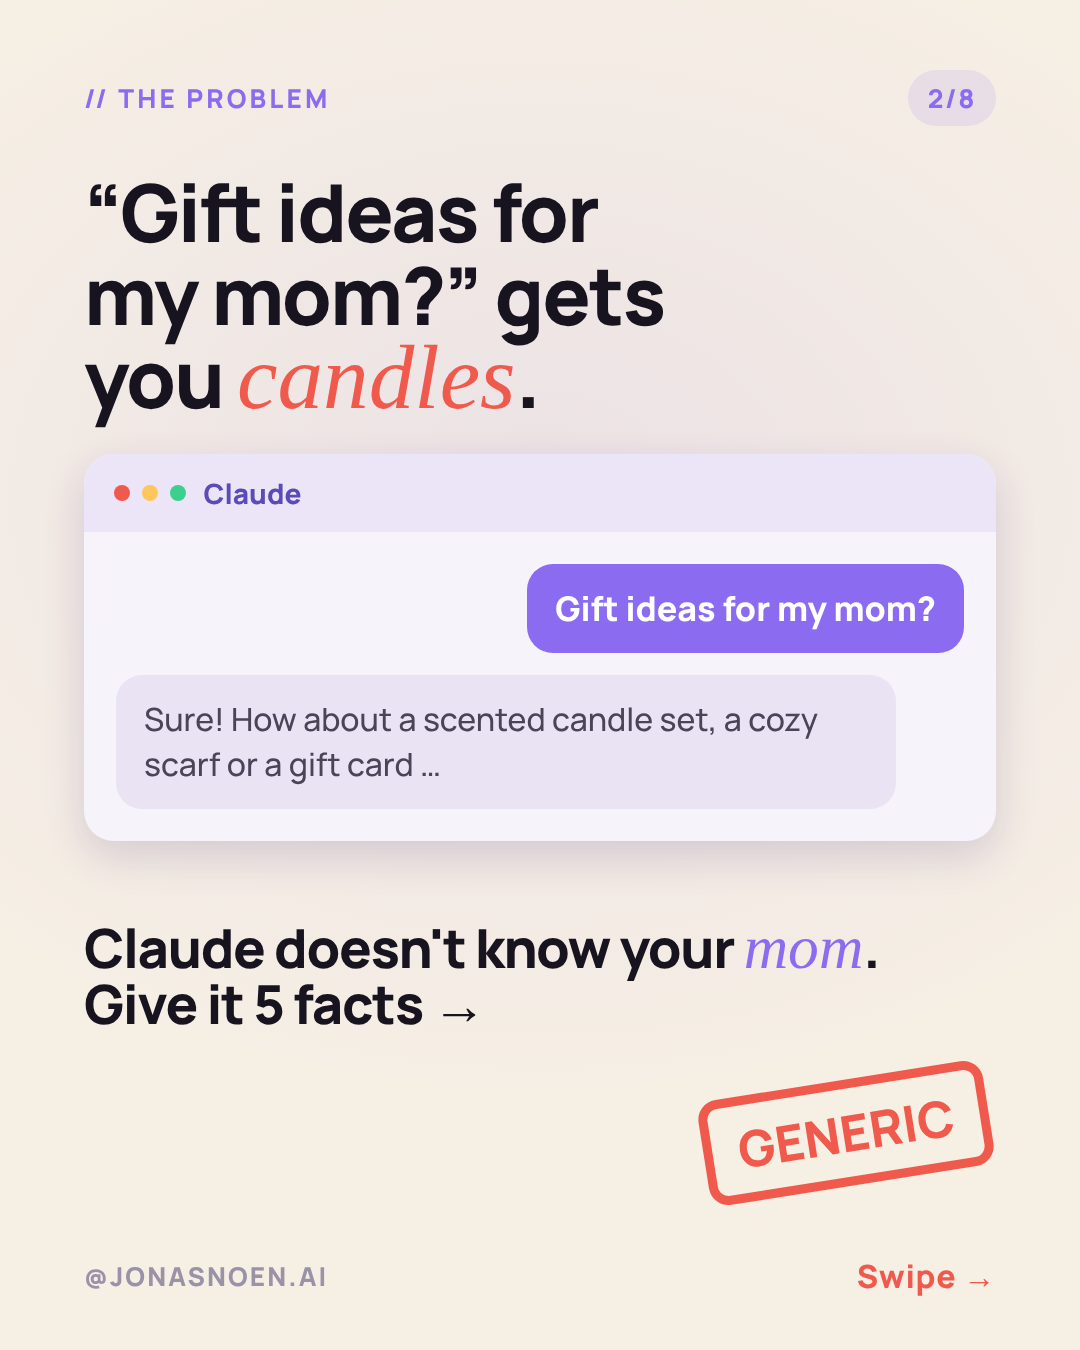 // THE PROBLEM
2/8
“Gift ideas for
my mom?” gets
you candles.
Claude
Gift ideas for my mom?
Sure! How about a scented candle set, a cozy
scarf or a gift card ...
Claude doesn't know your mom.
Give it 5 facts →
GENERIC
@JONASNOEN.AI
Swipe →